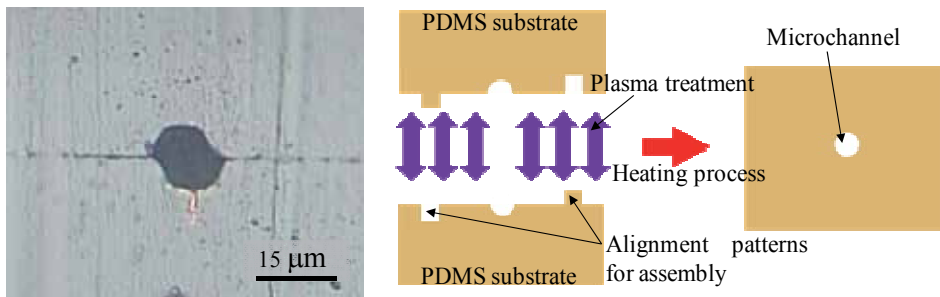 15 μm
PDMS substrate
Plasma treatment
Heating process
Alignment patterns
for assembly
PDMS substrate
Microchannel